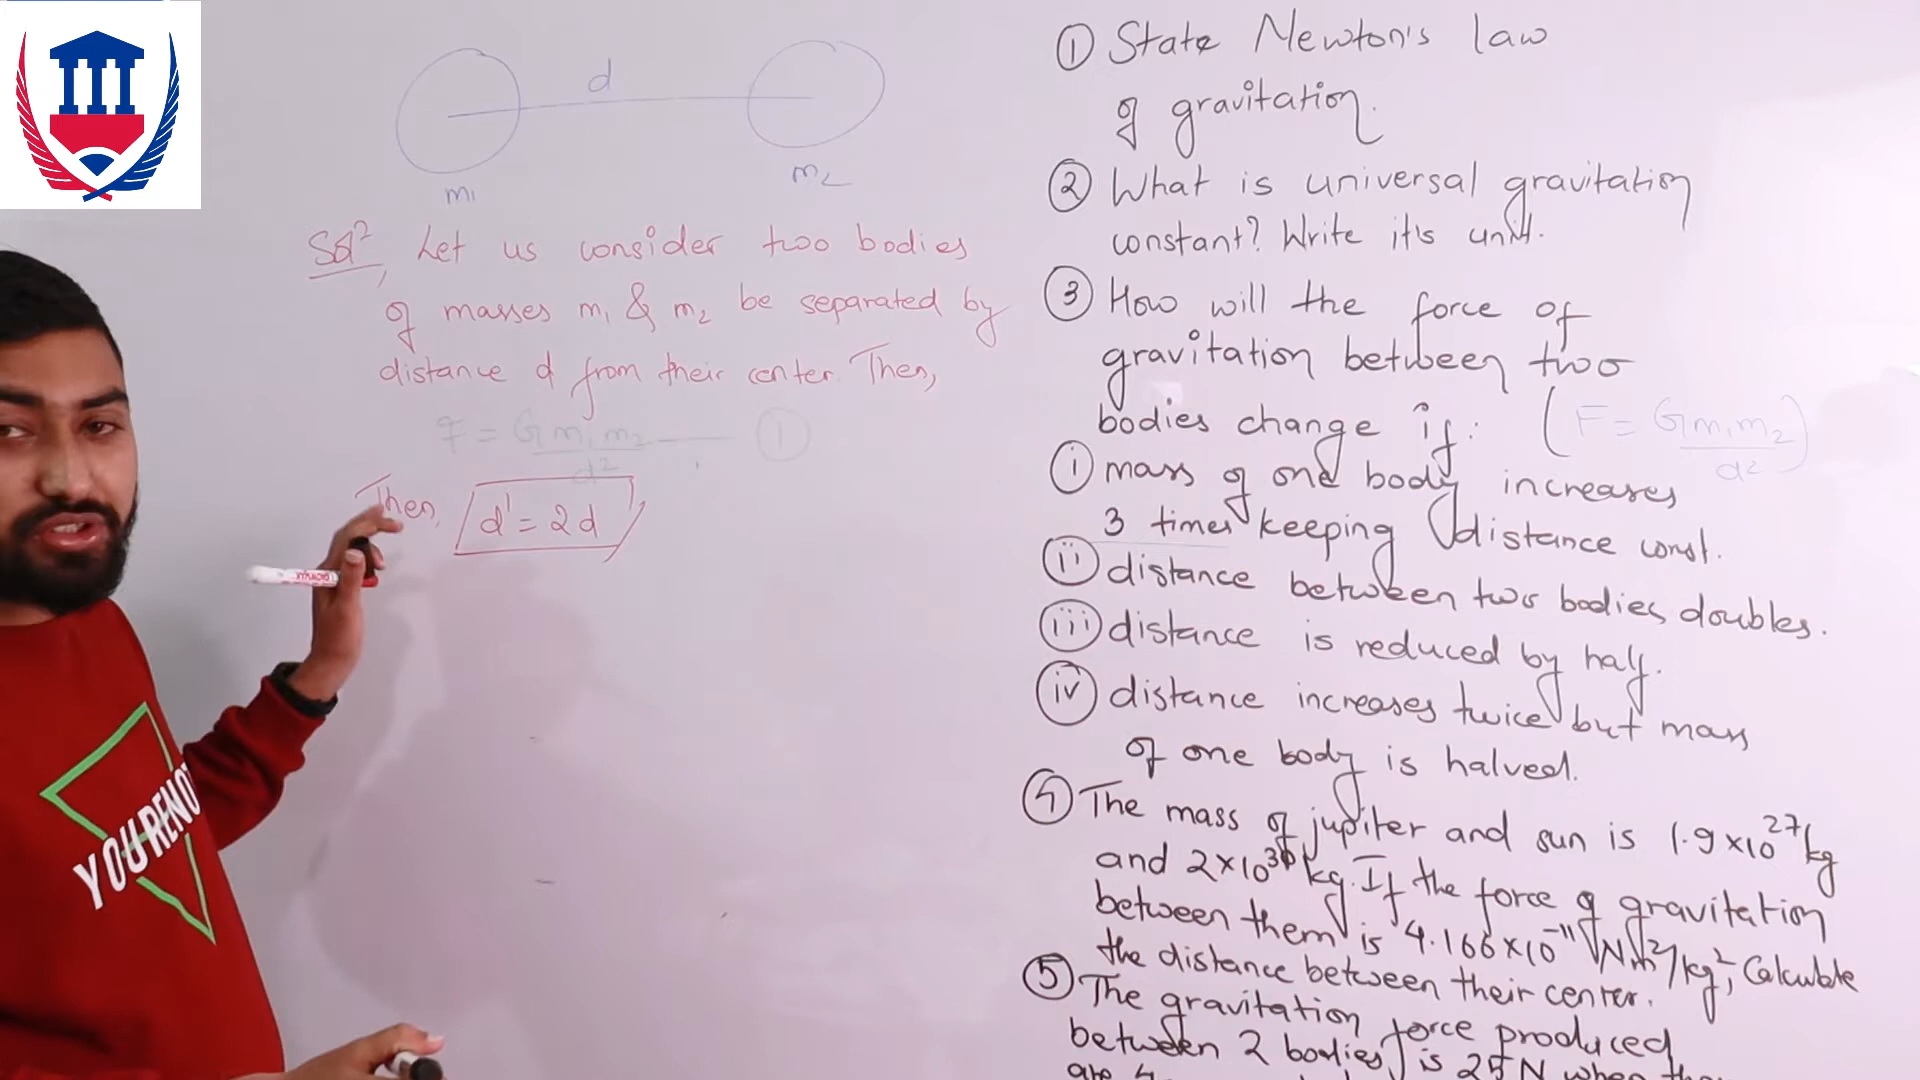 d
m1
m2
Sol², Let us consider two bodies
of masses m1 & m2 be separated by
distance d from their center. Then,
F = Gm1m2 —— ①
d²
Then, d' = 2d
YOURENO
① State Newton's law
of gravitation.
② What is universal gravitation
constant? Write it's unit.
③ How will the force of
gravitation between two
bodies change if: (F = Gm1m2)
d²
ⓘ mass of one body increases
3 times keeping distance const.
ii distance between two bodies doubles.
iii distance is reduced by half.
iv distance increases twice but mass
of one body is halved.
④ The mass of jupiter and sun is 1.9×10²⁷kg
and 2×10³⁰kg. If the force of gravitation
between them is 4.166×10⁻¹¹ Nm²/kg², Calculate
the distance between their center.
⑤ The gravitation force produced
between 2 bodies is 25N when
are